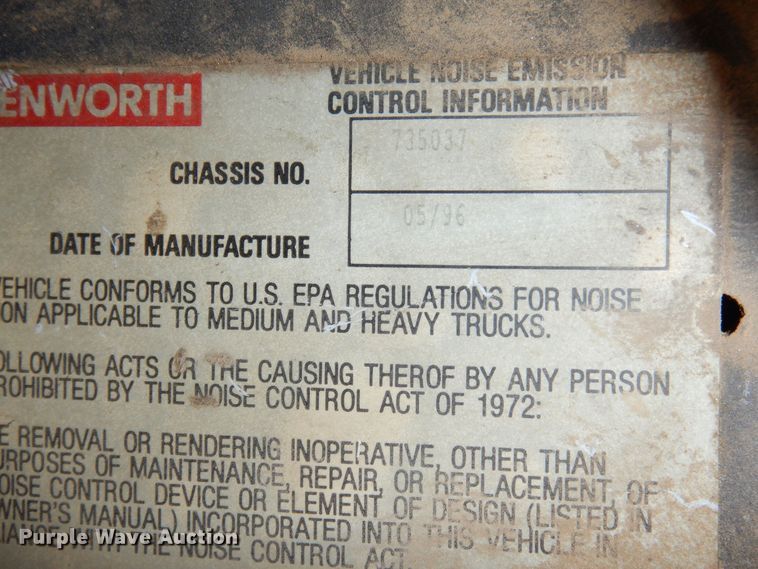 ENWORTH
VEHICLE NOISE EMISSION
CONTROL INFORMATION
CHASSIS NO. 735037
DATE OF MANUFACTURE 05/96
VEHICLE CONFORMS TO U.S. EPA REGULATIONS FOR NOISE
ON APPLICABLE TO MEDIUM AND HEAVY TRUCKS.
OLLOWING ACTS OR THE CAUSING THEROF BY ANY PERSON
ROHIBITED BY THE NOISE CONTROL ACT OF 1972:
E REMOVAL OR RENDERING INOPERATIVE, OTHER THAN
URPOSES OF MAINTENANCE, REPAIR, OR REPLACEMENT, OF
OISE CONTROL DEVICE OR ELEMENT OF DESIGN (LISTED IN
WNER'S MANUAL) INCORPORATED INTO THIS VEHICLE IN
LIANCE WITH THE NOISE CONTROL ACT.
Purple Wave Auction